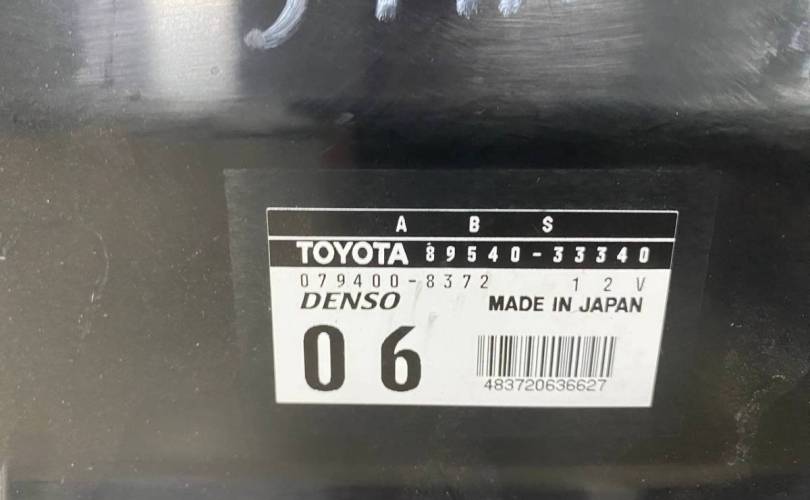 A B S
TOYOTA 89540-33340
079400-8372 12V
DENSO MADE IN JAPAN
06
483720636627